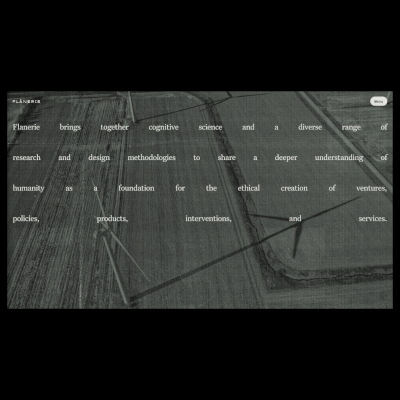 FLÂNERIE
Menu
Flanerie brings together cognitive science and a diverse range of
research and design methodologies to share a deeper understanding of
humanity as a foundation for the ethical creation of ventures,
policies, products, interventions, and services.